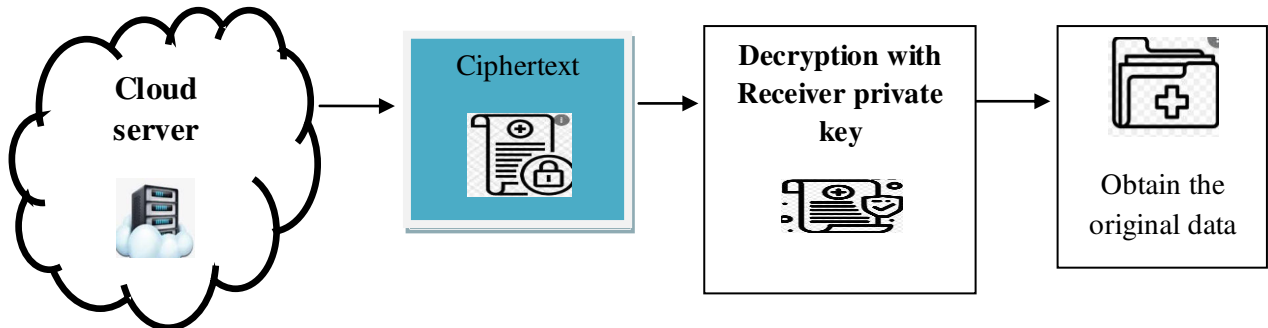 Cloud
server
Ciphertext
Decryption with
Receiver private
key
Obtain the
original data